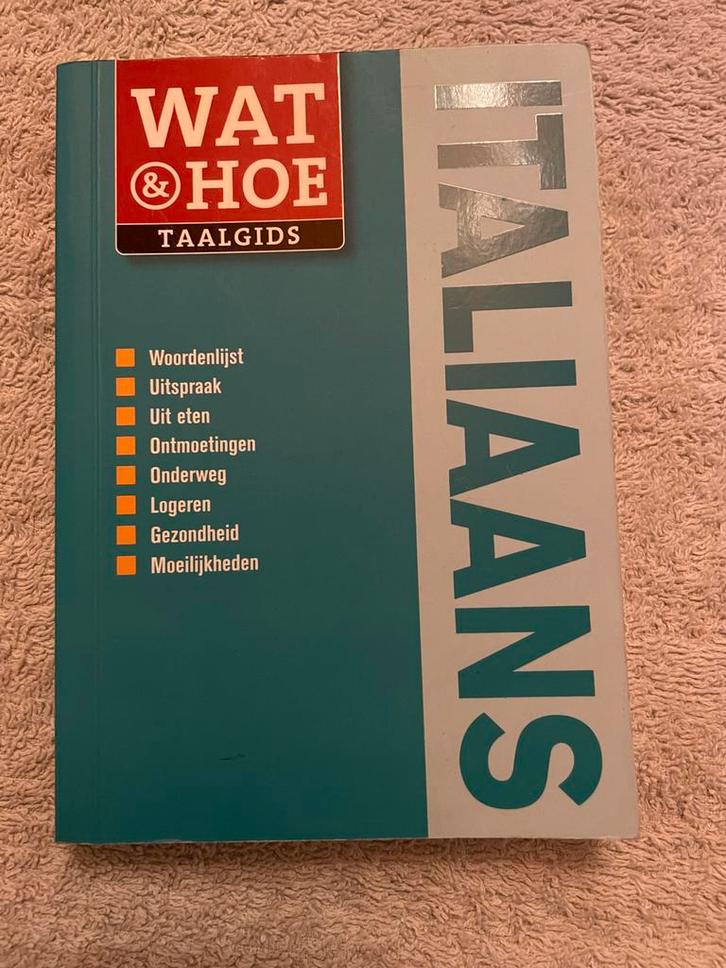 WAT
& HOE
TAALGIDS
Woordenlijst
Uitspraak
Uit eten
Ontmoetingen
Onderweg
Logeren
Gezondheid
Moeilijkheden
ITALIAANS